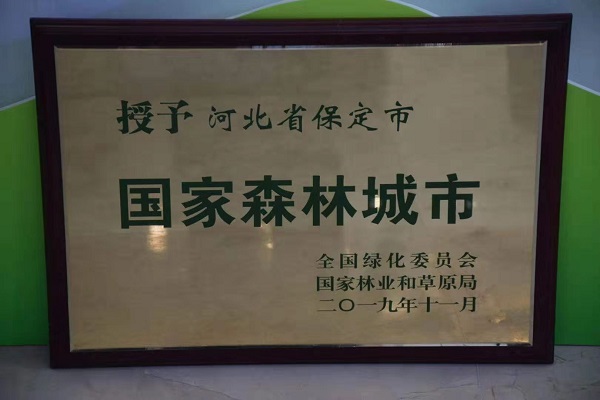 授予 河北省保定市
国家森林城市
全国绿化委员会
国家林业和草原局
二〇一九年十一月